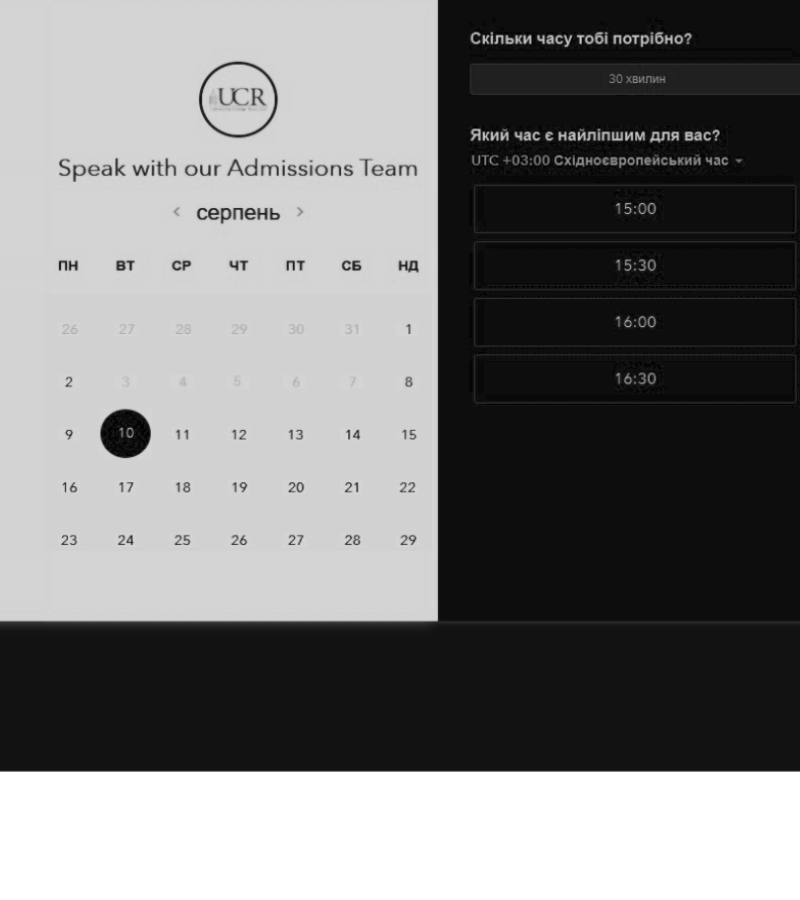 UCR
Speak with our Admissions Team
< серпень >
ПН ВТ СР ЧТ ПТ СБ НД
26 27 28 29 30 31 1
2 3 4 5 6 7 8
9 10 11 12 13 14 15
16 17 18 19 20 21 22
23 24 25 26 27 28 29
Скільки часу тобі потрібно?
30 хвилин
Який час є найліпшим для вас?
UTC +03:00 Східноєвропейський час
15:00
15:30
16:00
16:30